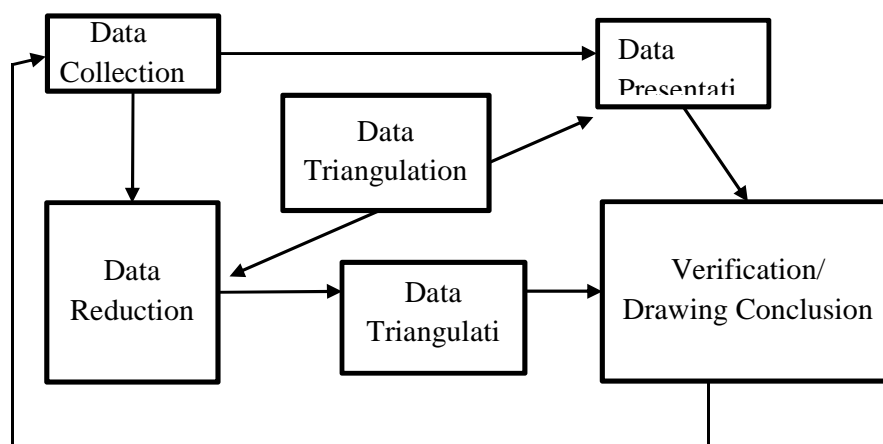 Data
Collection
Data
Presentati
Data
Triangulation
Data
Reduction
Data
Triangulati
Verification/
Drawing Conclusion